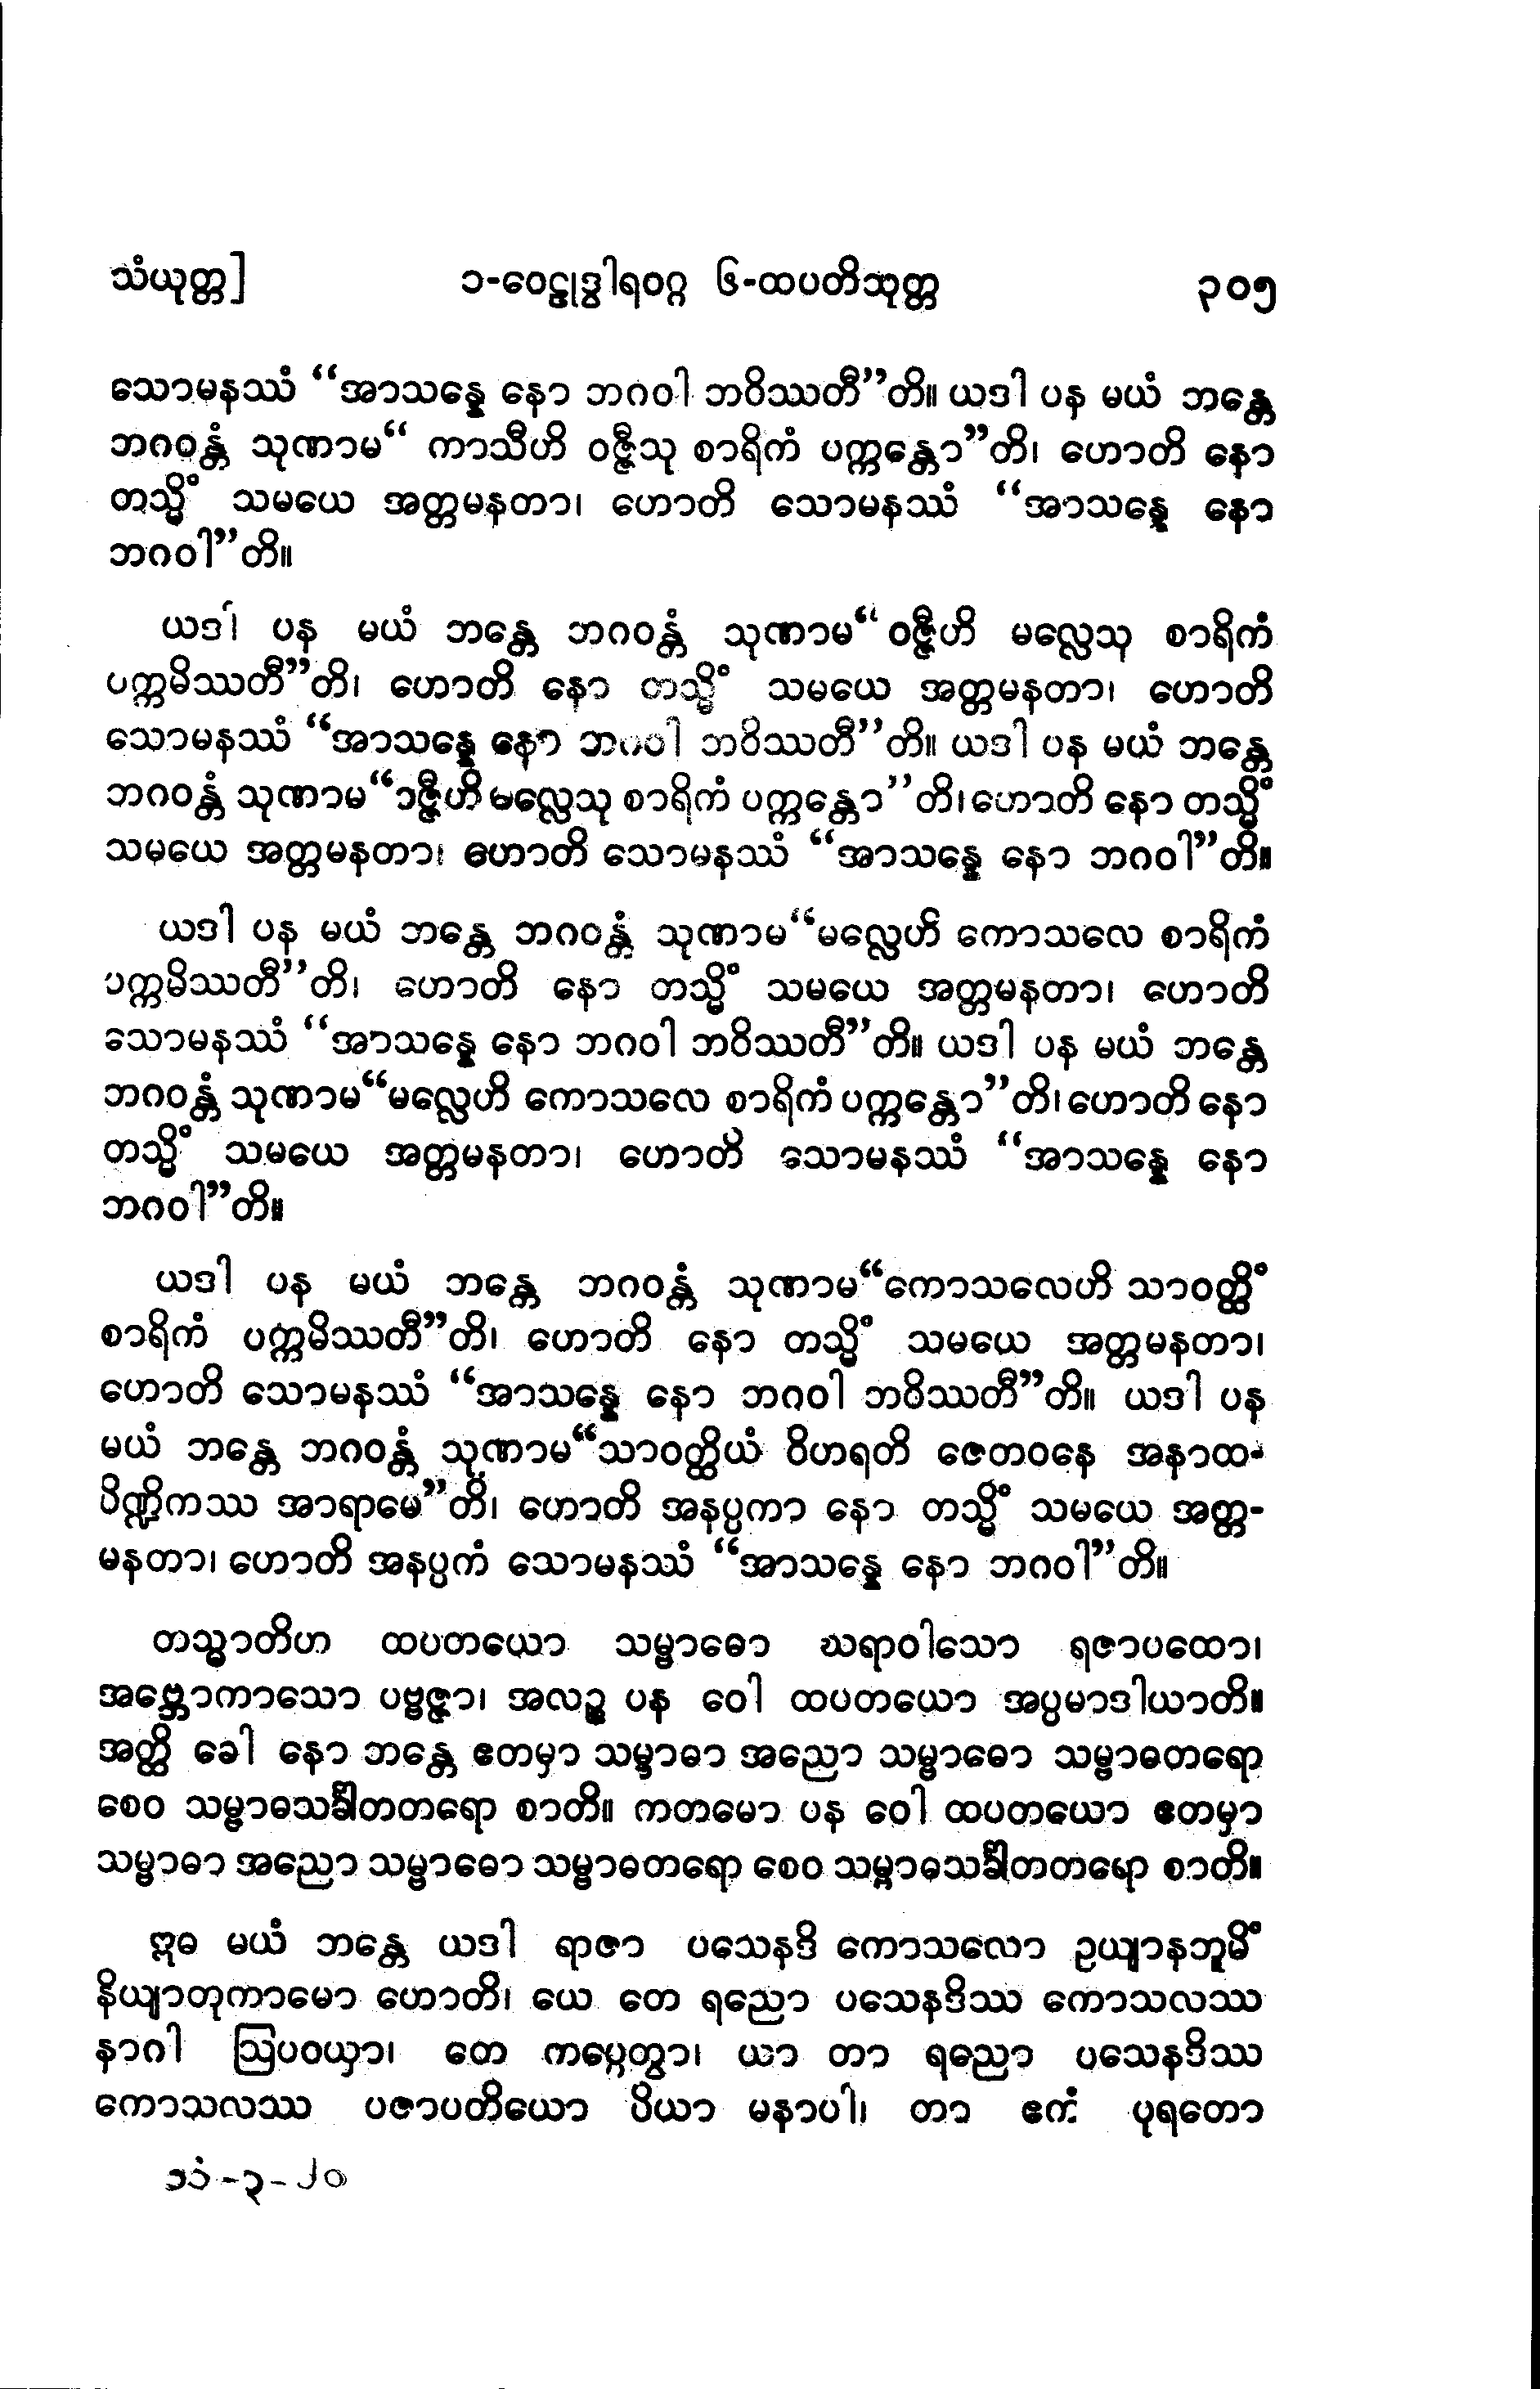 သံယုတ္တ]	၁-ဝေဠုဒွါရဝဂ္ဂ ၆-ထပတိသုတ္တ	၃၀၅
သောမနဿံ “အာသန္နေ နော ဘဂဝါ ဘဝိဿတီ”တိ။ ယဒါ ပန မယံ ဘန္တေ
ဘဂဝန္တံ သုဏာမ“ ကာသီဟိ ဝဇ္ဇီသု စာရိကံ ပက္ကန္တော”တိ၊ ဟောတိ နော
တသ္မိံ သမယေ အတ္တမနတာ၊ ဟောတိ သောမနဿံ “အာသန္နေ နော
ဘဂဝါ”တိ။
ယဒါ ပန မယံ ဘန္တေ ဘဂဝန္တံ သုဏာမ“ဝဇ္ဇီဟိ မလ္လေသု စာရိကံ
ပက္ကမိဿတီ”တိ၊ ဟောတိ နော တသ္မိံ သမယေ အတ္တမနတာ၊ ဟောတိ
သောမနဿံ “အာသန္နေ နော ဘဂဝါ ဘဝိဿတီ”တိ။ ယဒါ ပန မယံ ဘန္တေ
ဘဂဝန္တံ သုဏာမ“ဝဇ္ဇီဟိ မလ္လေသု စာရိကံ ပက္ကန္တော”တိ၊ဟောတိ နော တသ္မိံ
သမယေ အတ္တမနတာ၊ ဟောတိ သောမနဿံ “အာသန္နေ နော ဘဂဝါ”တိ။
ယဒါ ပန မယံ ဘန္တေ ဘဂဝန္တံ သုဏာမ“မလ္လေဟိ ကောသလေ စာရိကံ
ပက္ကမိဿတီ”တိ၊ ဟောတိ နော တသ္မိံ သမယေ အတ္တမနတာ၊ ဟောတိ
သောမနဿံ “အာသန္နေ နော ဘဂဝါ ဘဝိဿတီ”တိ။ ယဒါ ပန မယံ ဘန္တေ
ဘဂဝန္တံ သုဏာမ“မလ္လေဟိ ကောသလေ စာရိကံ ပက္ကန္တော”တိ၊ ဟောတိ နော
တသ္မိံ သမယေ အတ္တမနတာ၊ ဟောတိ သောမနဿံ “အာသန္နေ နော
ဘဂဝါ”တိ။
ယဒါ ပန မယံ ဘန္တေ ဘဂဝန္တံ သုဏာမ“ကောသလေဟိ သာဝတ္ထိံ
စာရိကံ ပက္ကမိဿတီ”တိ၊ ဟောတိ နော တသ္မိံ သမယေ အတ္တမနတာ၊
ဟောတိ သောမနဿံ “အာသန္နေ နော ဘဂဝါ ဘဝိဿတီ”တိ။ ယဒါ ပန
မယံ ဘန္တေ ဘဂဝန္တံ သုဏာမ“သာဝတ္ထိယံ ဝိဟရတိ ဇေတဝနေ အနာထ-
ပိဏ္ဍိကဿ အာရာမေ”တိ၊ ဟောတိ အနပ္ပကာ နော တသ္မိံ သမယေ အတ္တ-
မနတာ၊ ဟောတိ အနပ္ပကံ သောမနဿံ “အာသန္နေ နော ဘဂဝါ”တိ။
တသ္မာတိဟ ထပတယော သမ္ဗာဓော ဃရာဝါသော ရဇာပထော၊
အဗ္ဘောကာသော ပဗ္ဗဇ္ဇာ၊ အလဉ္စ ပန ဝေါ ထပတယော အပ္ပမာဒါယာတိ။
အတ္ထိ ခေါ နော ဘန္တေ ဧတမှာ သမ္ဗာဓာ အညော သမ္ဗာဓော သမ္ဗာဓတရော
စေဝ သမ္ဗာဓသင်္ခါတတရော စာတိ။ ကတမော ပန ဝေါ ထပတယော ဧတမှာ
သမ္ဗာဓာ အညော သမ္ဗာဓော သမ္ဗာဓတရော စေဝ သမ္ဗာဓသင်္ခါတတရော စာတိ။
ဣဓ မယံ ဘန္တေ ယဒါ ရာဇာ ပသေနဒိ ကောသလော ဥယျာနဘူမိံ
နိယျာတုကာမော ဟောတိ၊ ယေ တေ ရညော ပသေနဒိဿ ကောသလဿ
နာဂါ ဩပဝယှာ၊ တေ ကပ္ပေတွာ၊ ယာ တာ ရညော ပသေနဒိဿ
ကောသလဿ ပဇာပတိယော ပိယာ မနာပါ၊ တာ ဧကံ ပုရတော
သံ-၃-၂၀